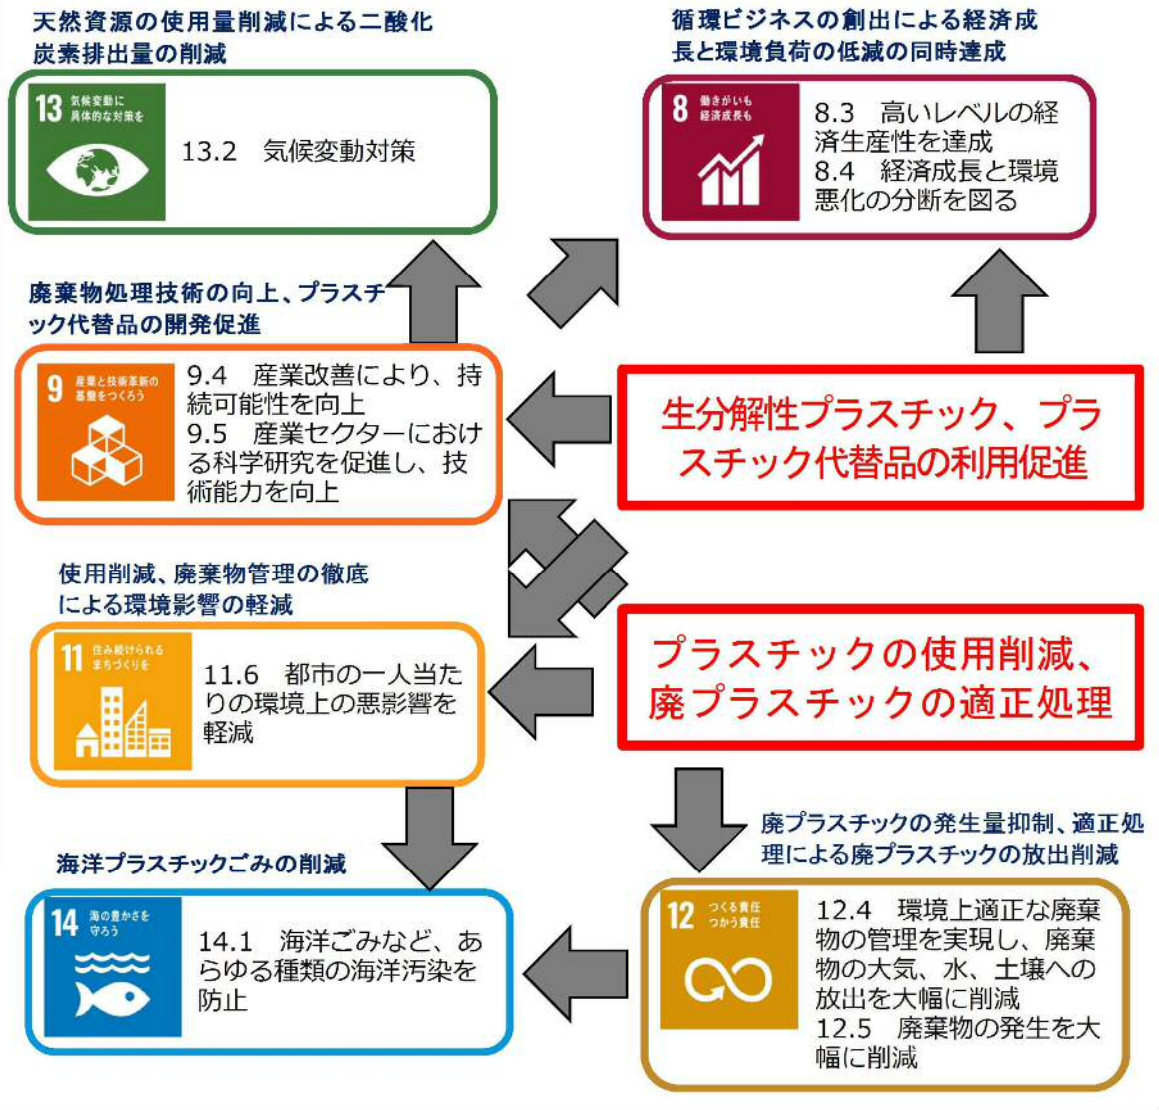 天然資源の使用量削減による二酸化
炭素排出量の削減
13 気候変動に
具体的な対策を
13.2　気候変動対策
循環ビジネスの創出による経済成
長と環境負荷の低減の同時達成
8 働きがいも
経済成長も
8.3　高いレベルの経
済生産性を達成
8.4　経済成長と環境
悪化の分断を図る
廃棄物処理技術の向上、プラスチ
ック代替品の開発促進
9 産業と技術革新の
基盤をつくろう
9.4　産業改善により、持
続可能性を向上
9.5　産業セクターにおけ
る科学研究を促進し、技
術能力を向上
生分解性プラスチック、プラ
スチック代替品の利用促進
使用削減、廃棄物管理の徹底
による環境影響の軽減
11 住み続けられる
まちづくりを
11.6　都市の一人当た
りの環境上の悪影響を
軽減
プラスチックの使用削減、
廃プラスチックの適正処理
海洋プラスチックごみの削減
14 海の豊かさを
守ろう
14.1　海洋ごみなど、あ
らゆる種類の海洋汚染を
防止
廃プラスチックの発生量抑制、適正処
理による廃プラスチックの放出削減
12 つくる責任
つかう責任
12.4　環境上適正な廃棄
物の管理を実現し、廃棄
物の大気、水、土壌への
放出を大幅に削減
12.5　廃棄物の発生を大
幅に削減